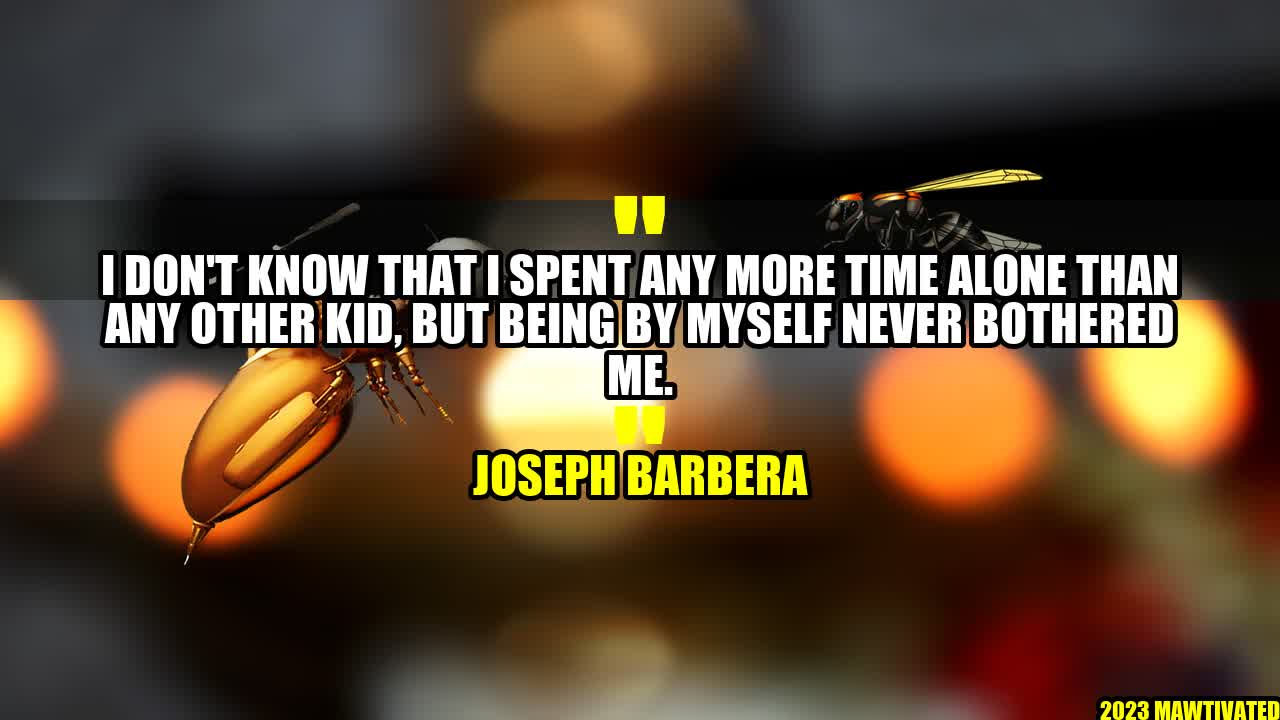 "
I DON'T KNOW THAT I SPENT ANY MORE TIME ALONE THAN
ANY OTHER KID, BUT BEING BY MYSELF NEVER BOTHERED
ME.
"
JOSEPH BARBERA
2023 MAWTIVATED